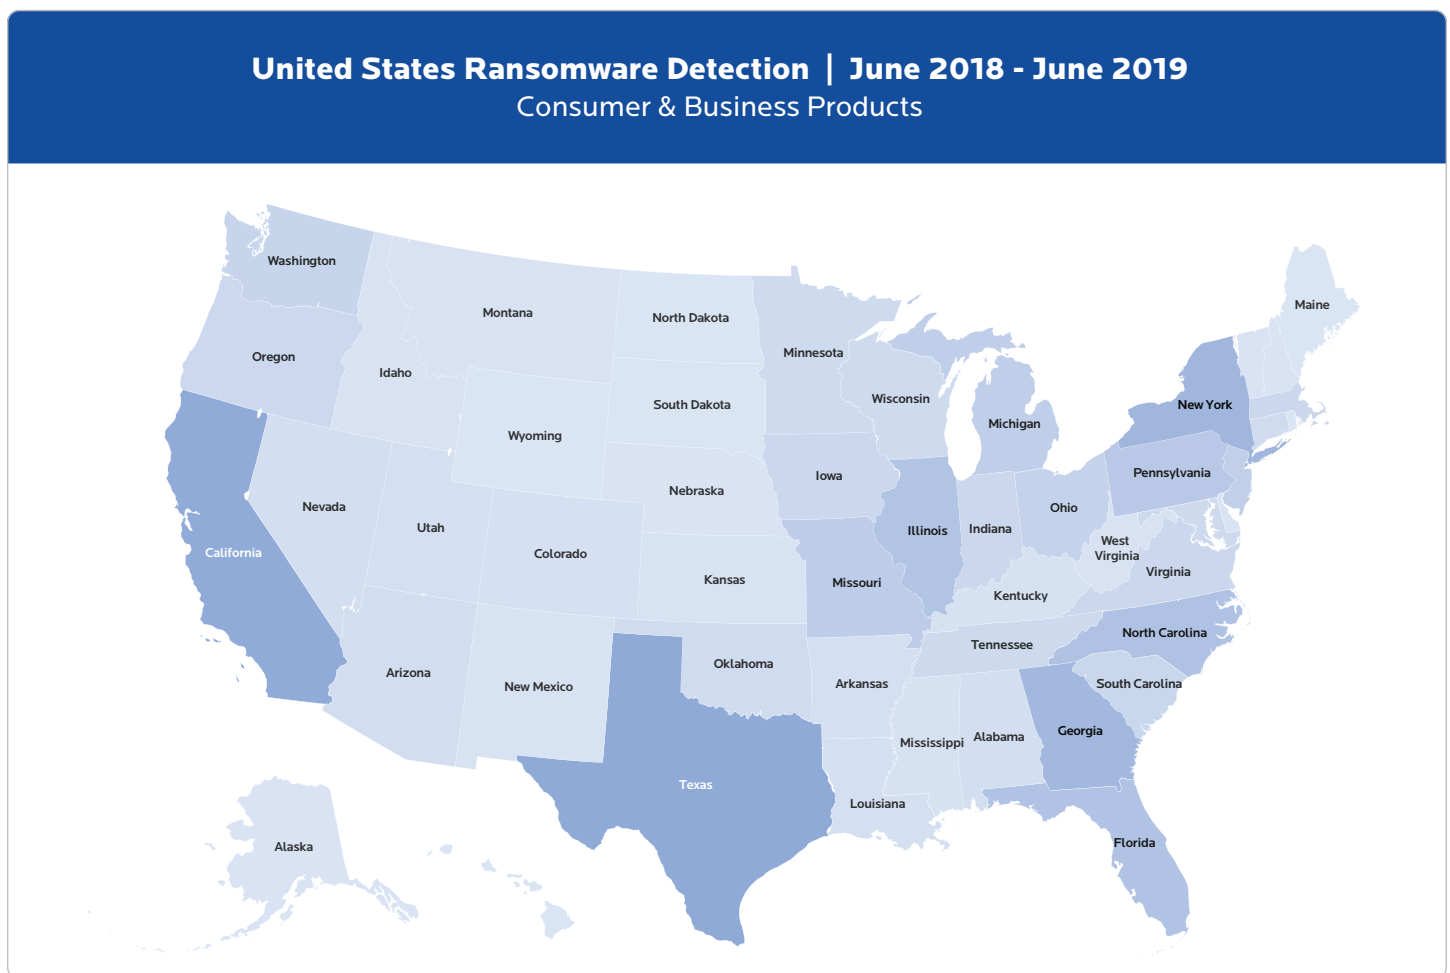 United States Ransomware Detection | June 2018 - June 2019
Consumer & Business Products
Washington
Maine
Montana
North Dakota
Minnesota
Oregon
Idaho
Wisconsin
South Dakota
New York
Michigan
Wyoming
Pennsylvania
Iowa
Nebraska
Nevada
Ohio
Utah
Illinois
Indiana
California
Colorado
West
Virginia
Virginia
Kansas
Missouri
Kentucky
North Carolina
Tennessee
Oklahoma
Arizona
New Mexico
Arkansas
South Carolina
Georgia
Alabama
Mississippi
Texas
Louisiana
Florida
Alaska